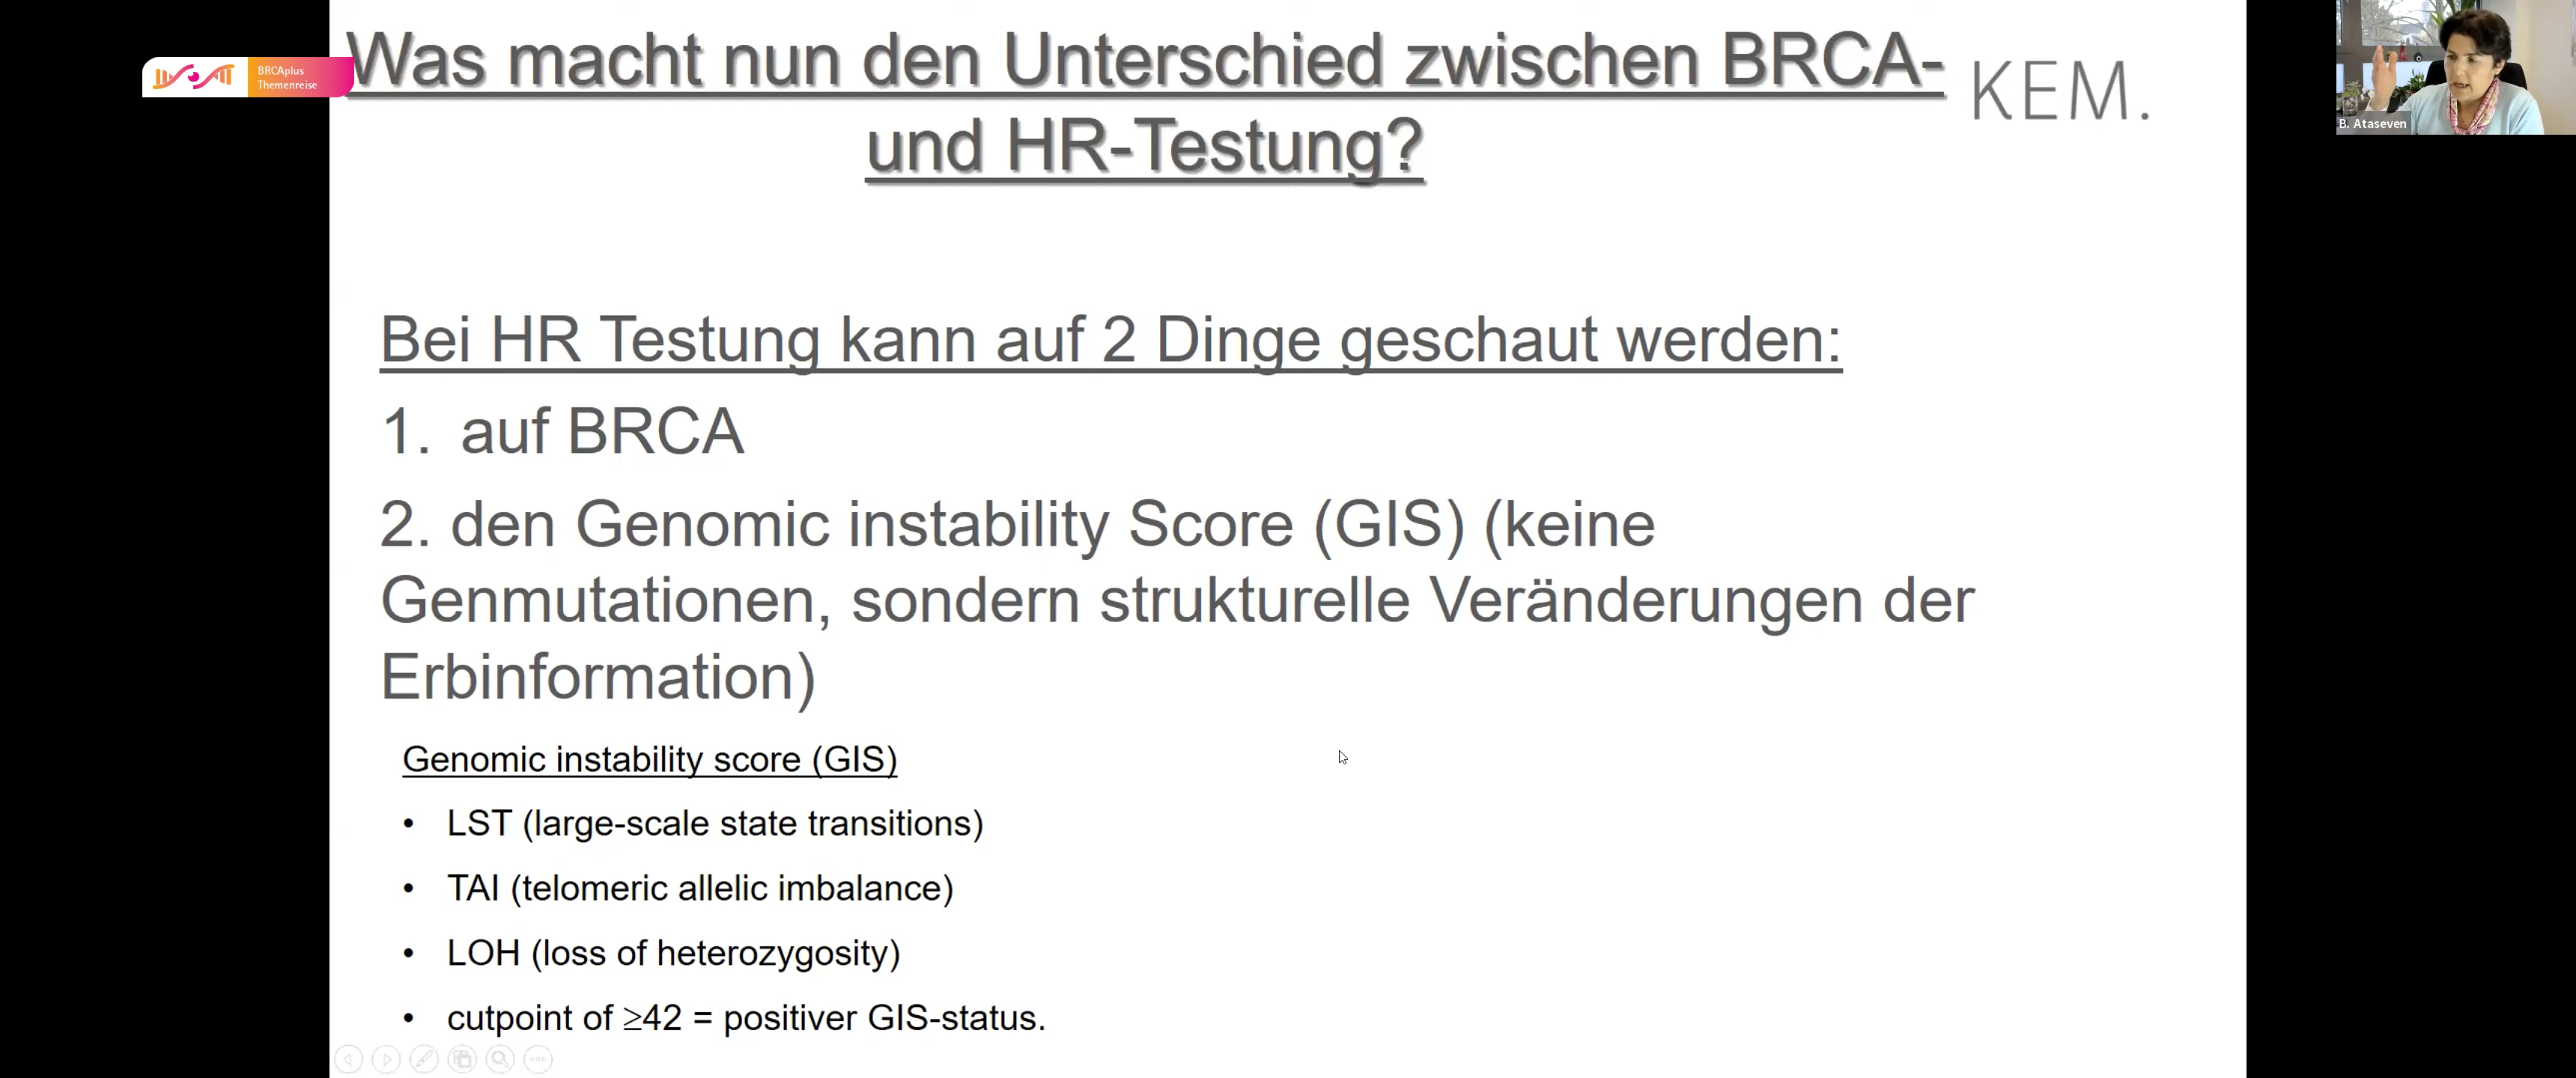 BRCAplus
Themenreise
Was macht nun den Unterschied zwischen BRCA-
und HR-Testung?
KEM.
B. Ataseven
Bei HR Testung kann auf 2 Dinge geschaut werden:
1. auf BRCA
2. den Genomic instability Score (GIS) (keine
Genmutationen, sondern strukturelle Veränderungen der
Erbinformation)
Genomic instability score (GIS)
• LST (large-scale state transitions)
• TAI (telomeric allelic imbalance)
• LOH (loss of heterozygosity)
• cutpoint of ≥42 = positiver GIS-status.